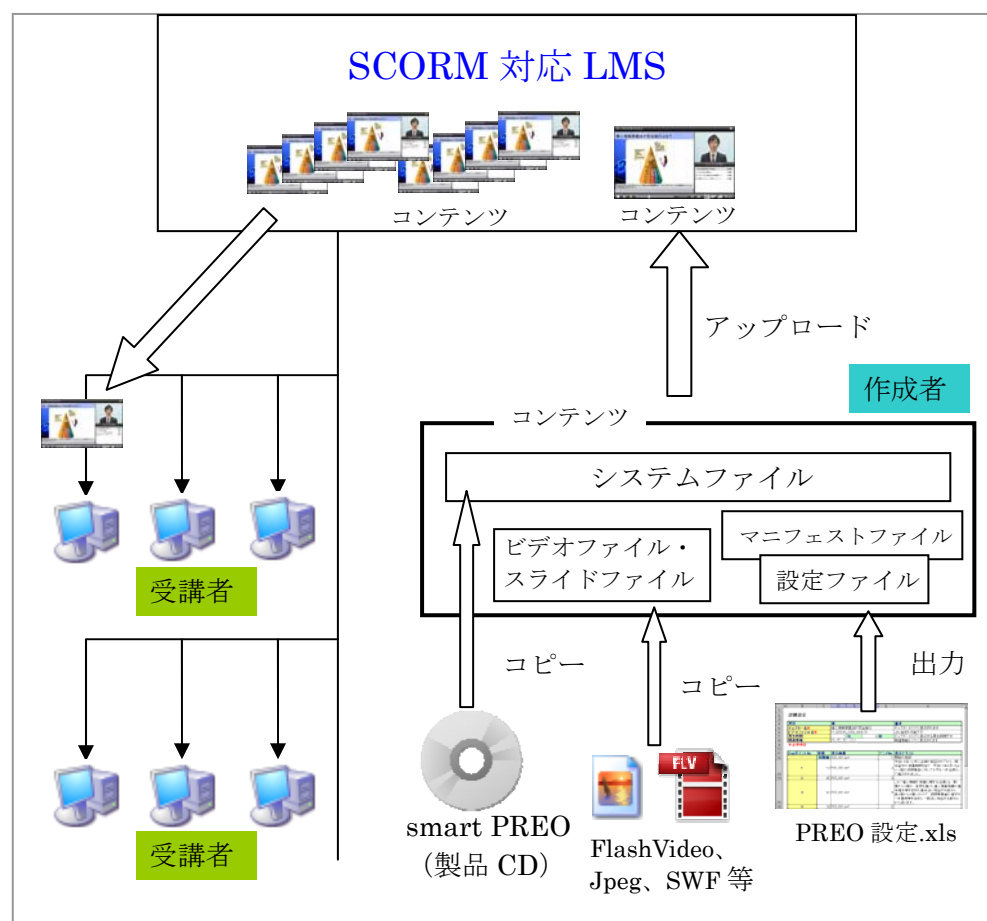 SCORM 対応 LMS
コンテンツ
コンテンツ
アップロード
作成者
コンテンツ
システムファイル
ビデオファイル・
スライドファイル
マニフェストファイル
設定ファイル
受講者
コピー
コピー
出力
FLV
smart PREO
（製品 CD）
FlashVideo、
Jpeg、SWF 等
PREO 設定.xls
受講者